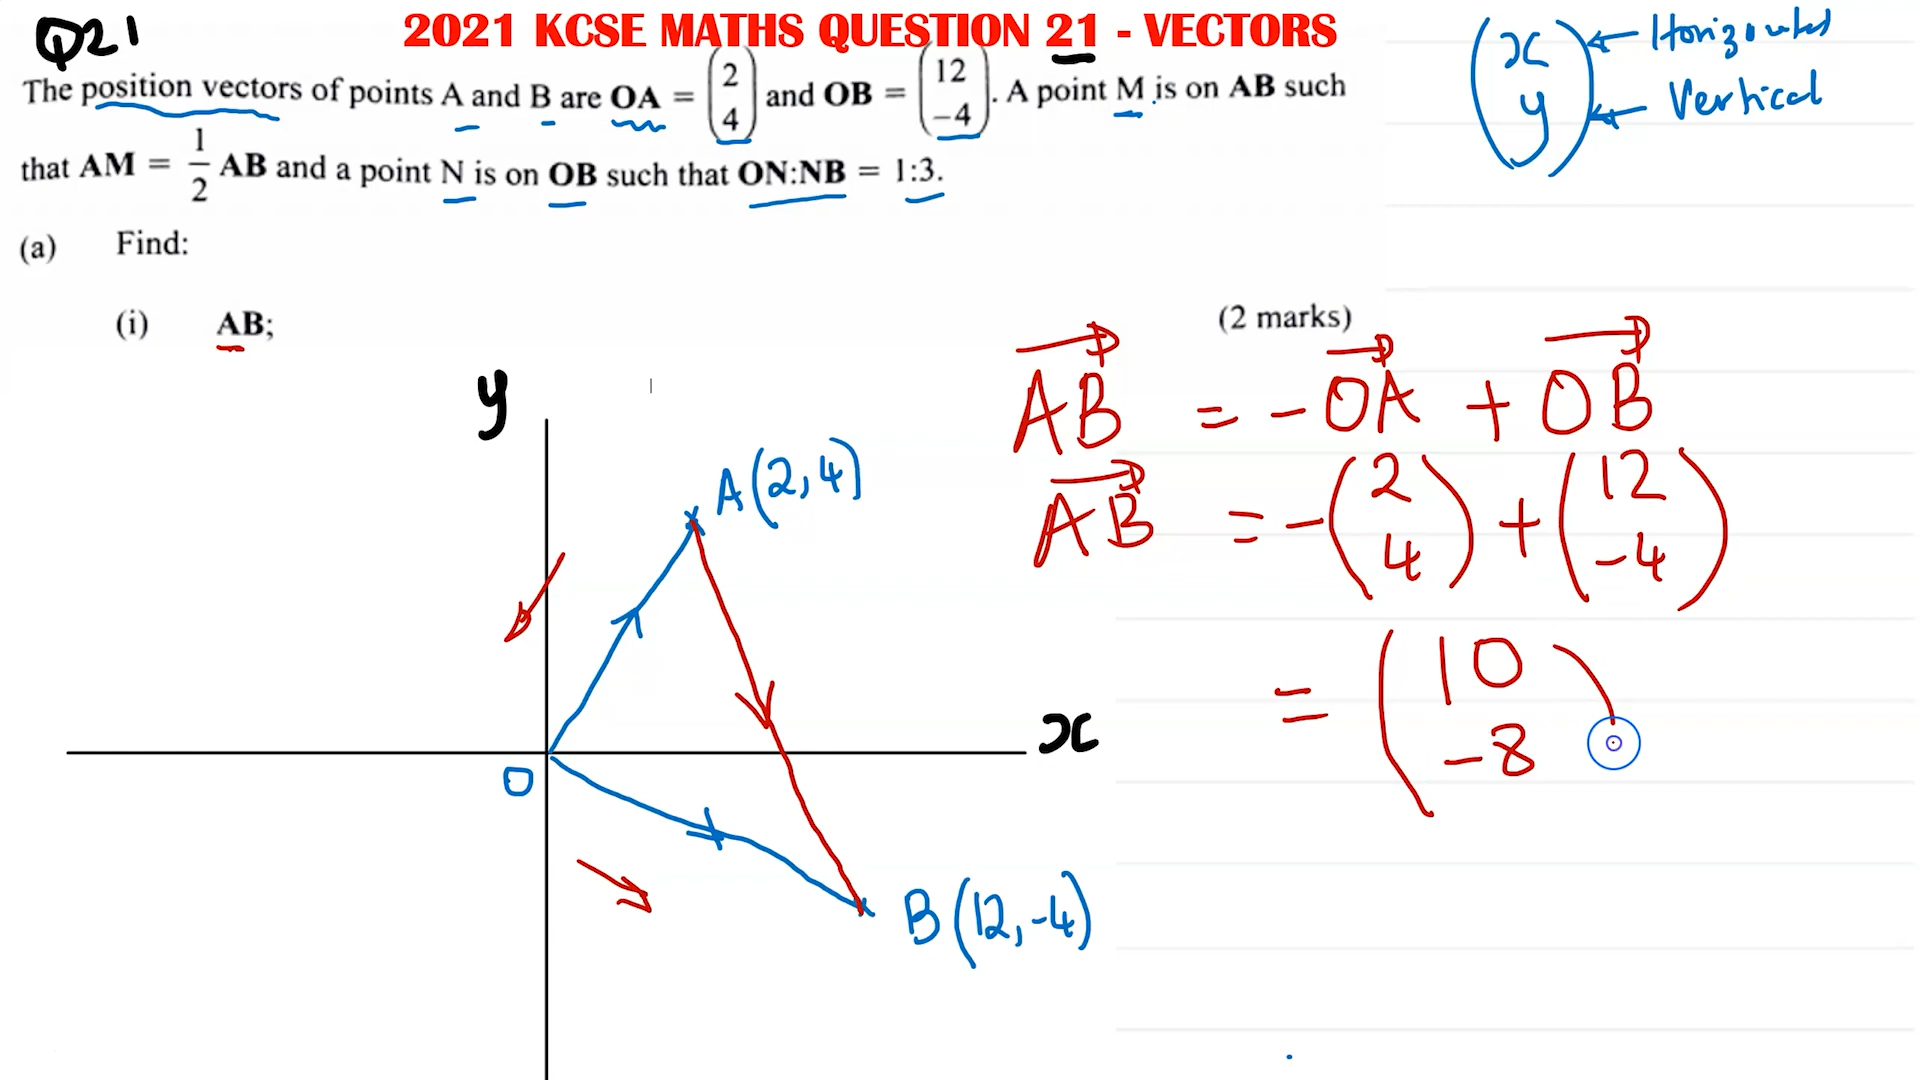 Q21
2021 KCSE MATHS QUESTION 21 - VECTORS
The position vectors of points A and B are OA = (2 4) and OB = (12 -4). A point M is on AB such
that AM = 1/2 AB and a point N is on OB such that ON:NB = 1:3.
(x y) ← Horizontal
← Vertical
(a) Find:
(i) AB; (2 marks)
AB = -OA + OB
AB = -(2 4) + (12 -4)
= (10 -8)
y
A(2,4)
x
O
B(12,-4)